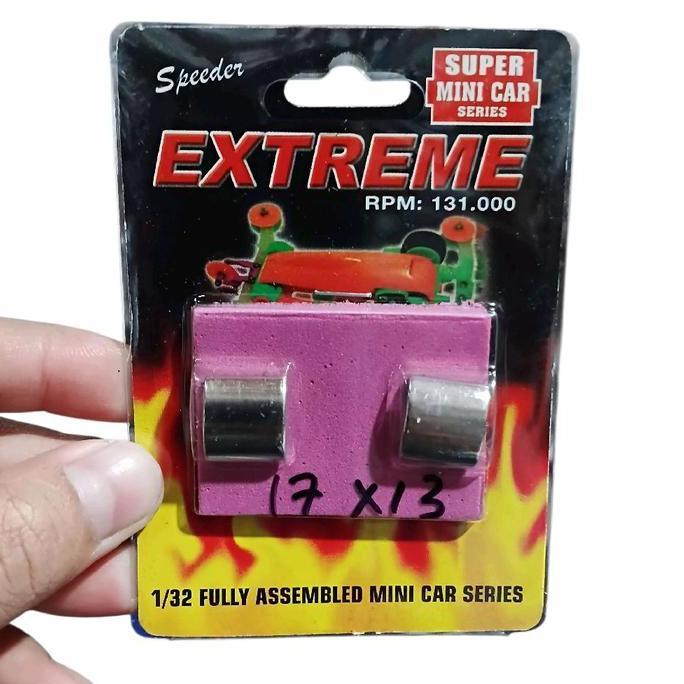 Speeder
SUPER
MINI CAR
SERIES
EXTREME
RPM: 131.000
17 x13
1/32 FULLY ASSEMBLED MINI CAR SERIES